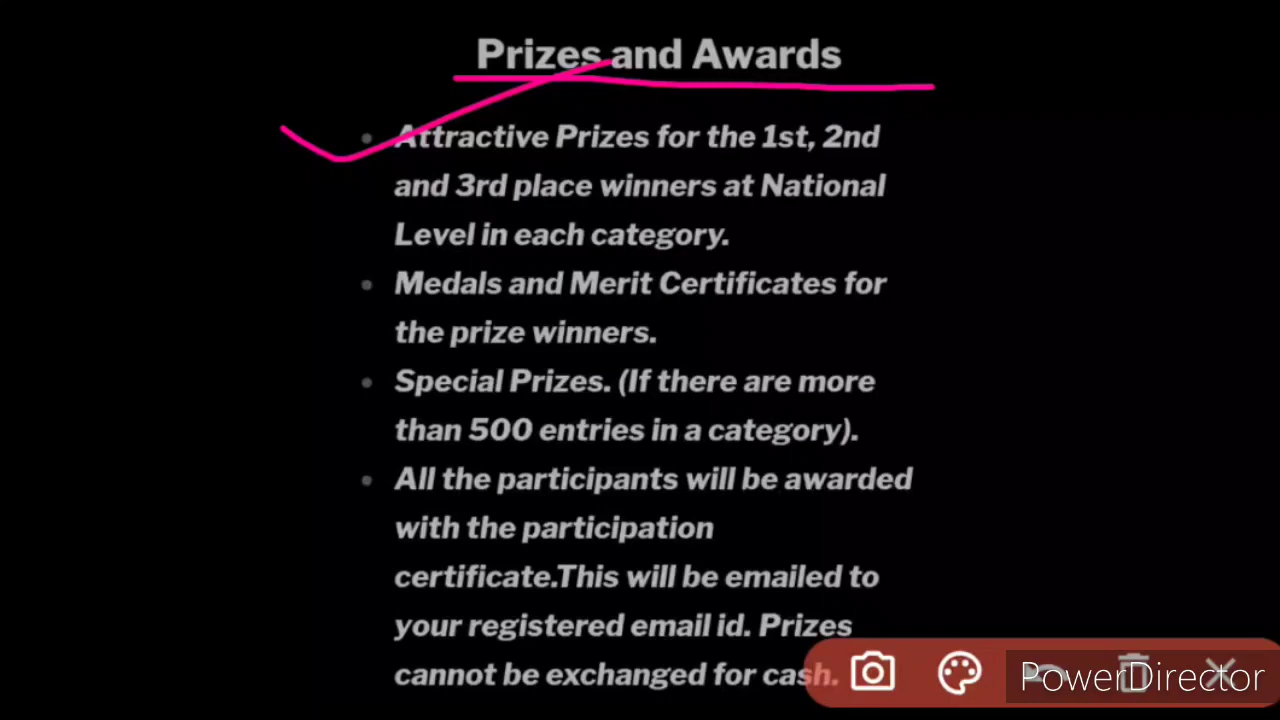 Prizes and Awards
Attractive Prizes for the 1st, 2nd
and 3rd place winners at National
Level in each category.
Medals and Merit Certificates for
the prize winners.
Special Prizes. (If there are more
than 500 entries in a category).
All the participants will be awarded
with the participation
certificate.This will be emailed to
your registered email id. Prizes
cannot be exchanged for cash.
PowerDirector